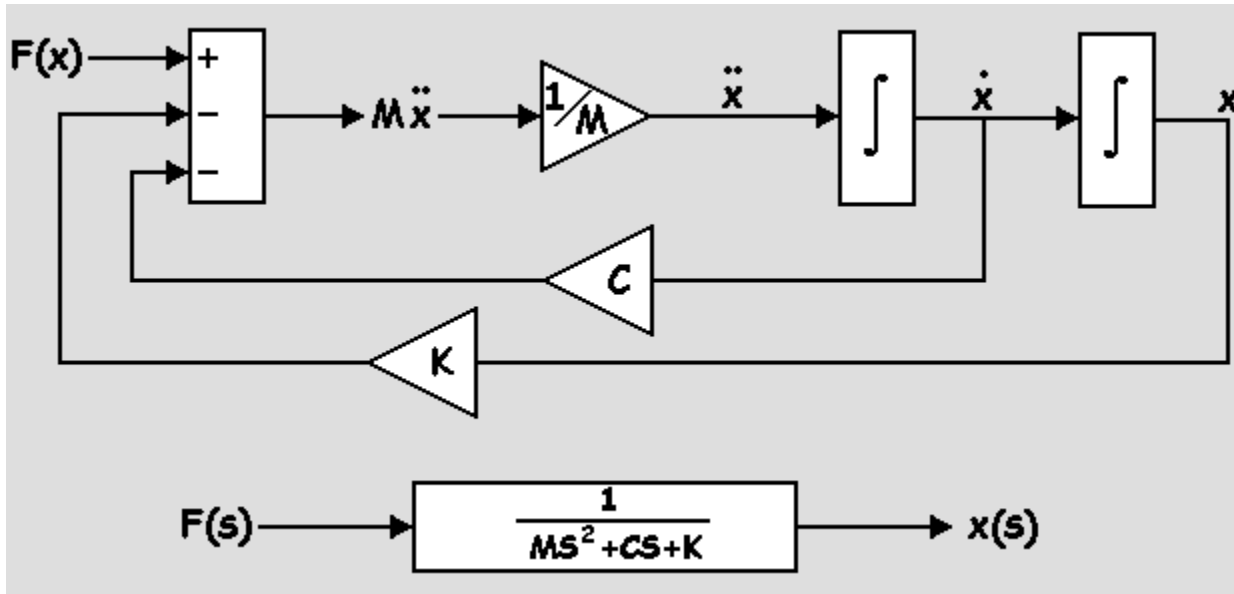 F(x)
+
−
−
Mẍ
1/M
ẍ
∫
ẋ
∫
x
C
K
F(s)
1
MS²+CS+K
x(s)